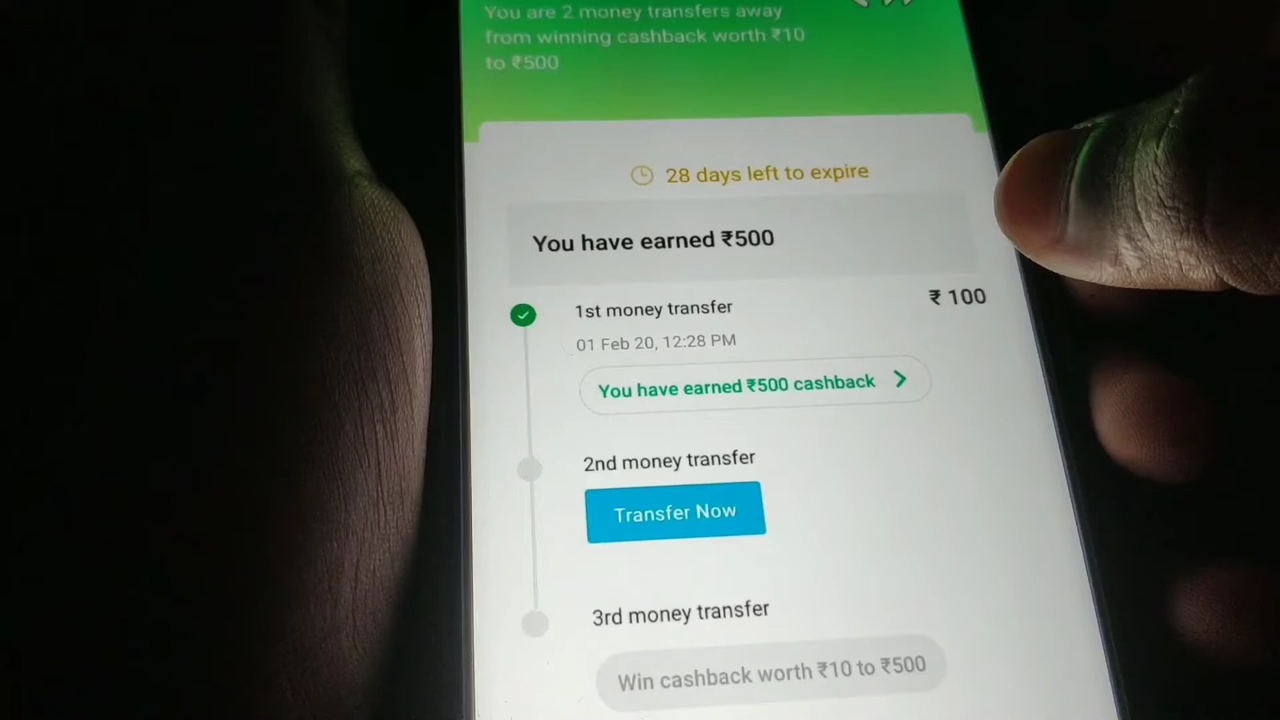 You are 2 money transfers away
from winning cashback worth ₹10
to ₹500
28 days left to expire
You have earned ₹500
1st money transfer
₹ 100
01 Feb 20, 12:28 PM
You have earned ₹500 cashback
2nd money transfer
Transfer Now
3rd money transfer
Win cashback worth ₹10 to ₹500